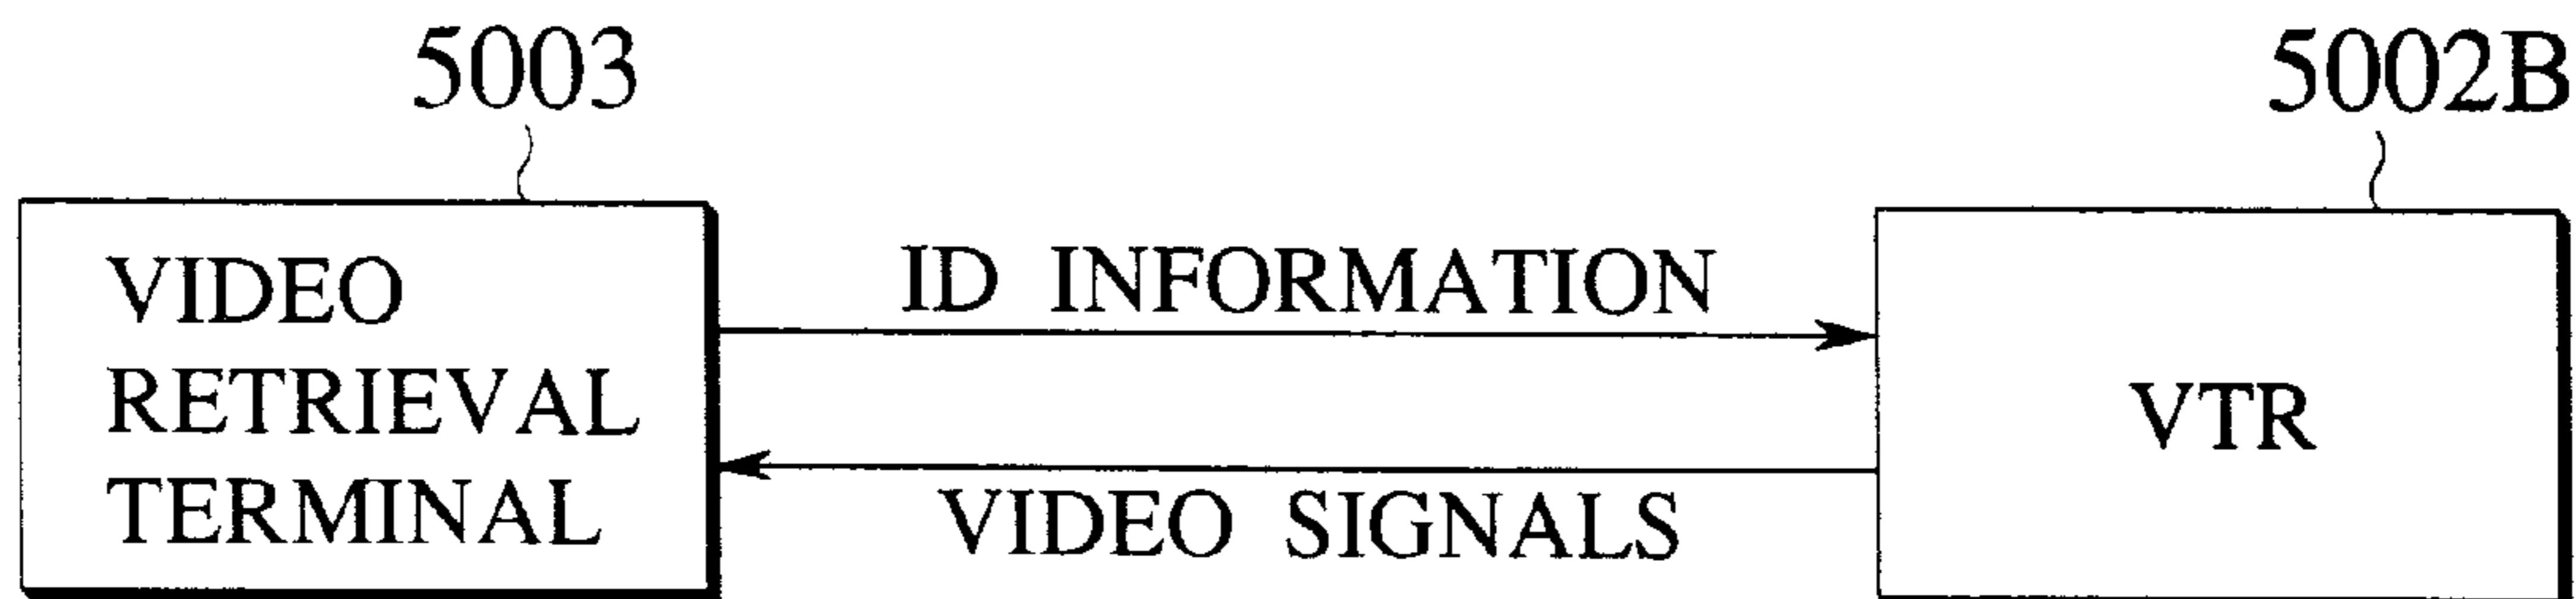 5003
5002B
VIDEO
RETRIEVAL
TERMINAL
ID INFORMATION
VIDEO SIGNALS
VTR